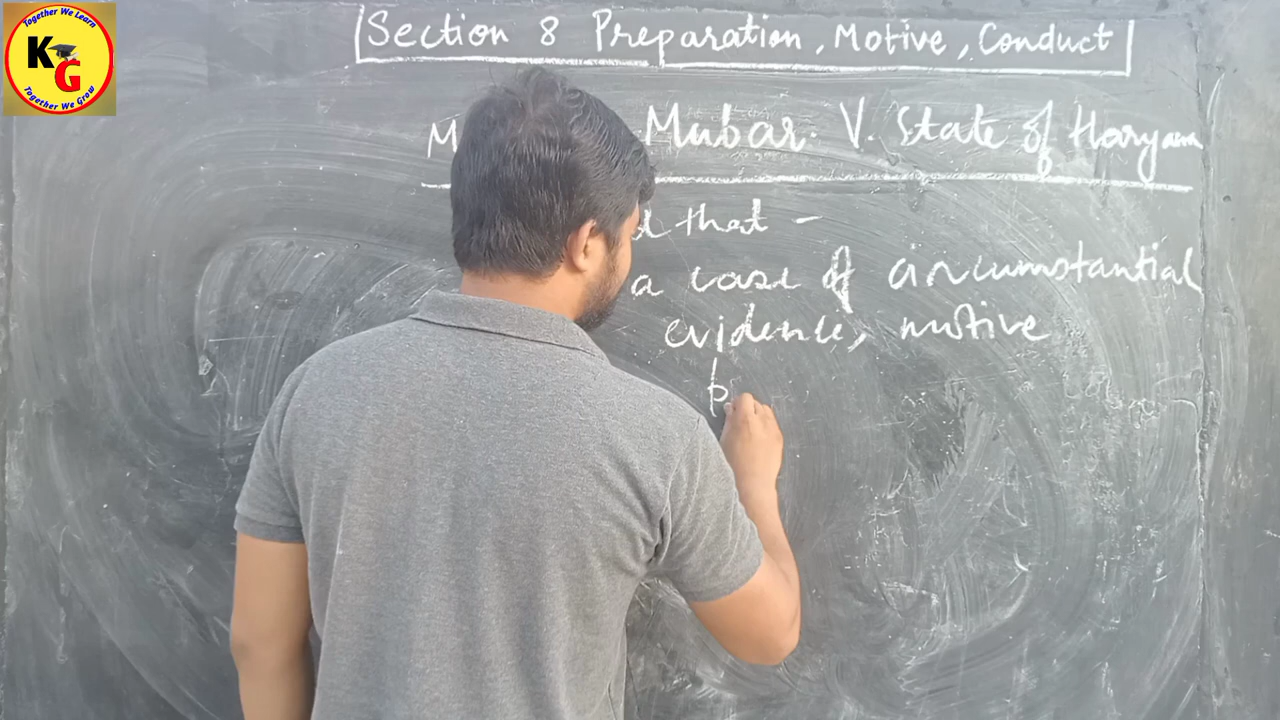 Together We Learn
KG
Together We Grow
Section 8 Preparation, Motive, Conduct
M Mubar. V. State of Haryana
d that -
a case of circumstantial
evidence, motive
p